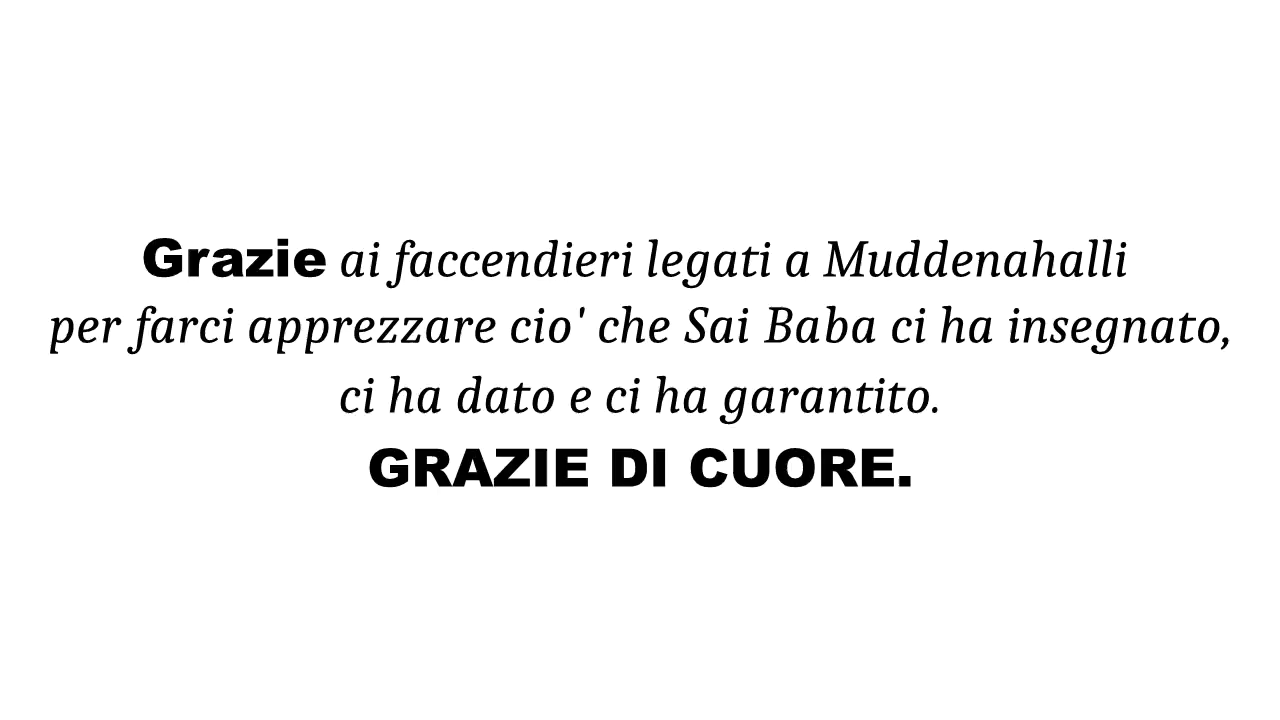 Grazie ai faccendieri legati a Muddenahalli
per farci apprezzare cio' che Sai Baba ci ha insegnato,
ci ha dato e ci ha garantito.
GRAZIE DI CUORE.